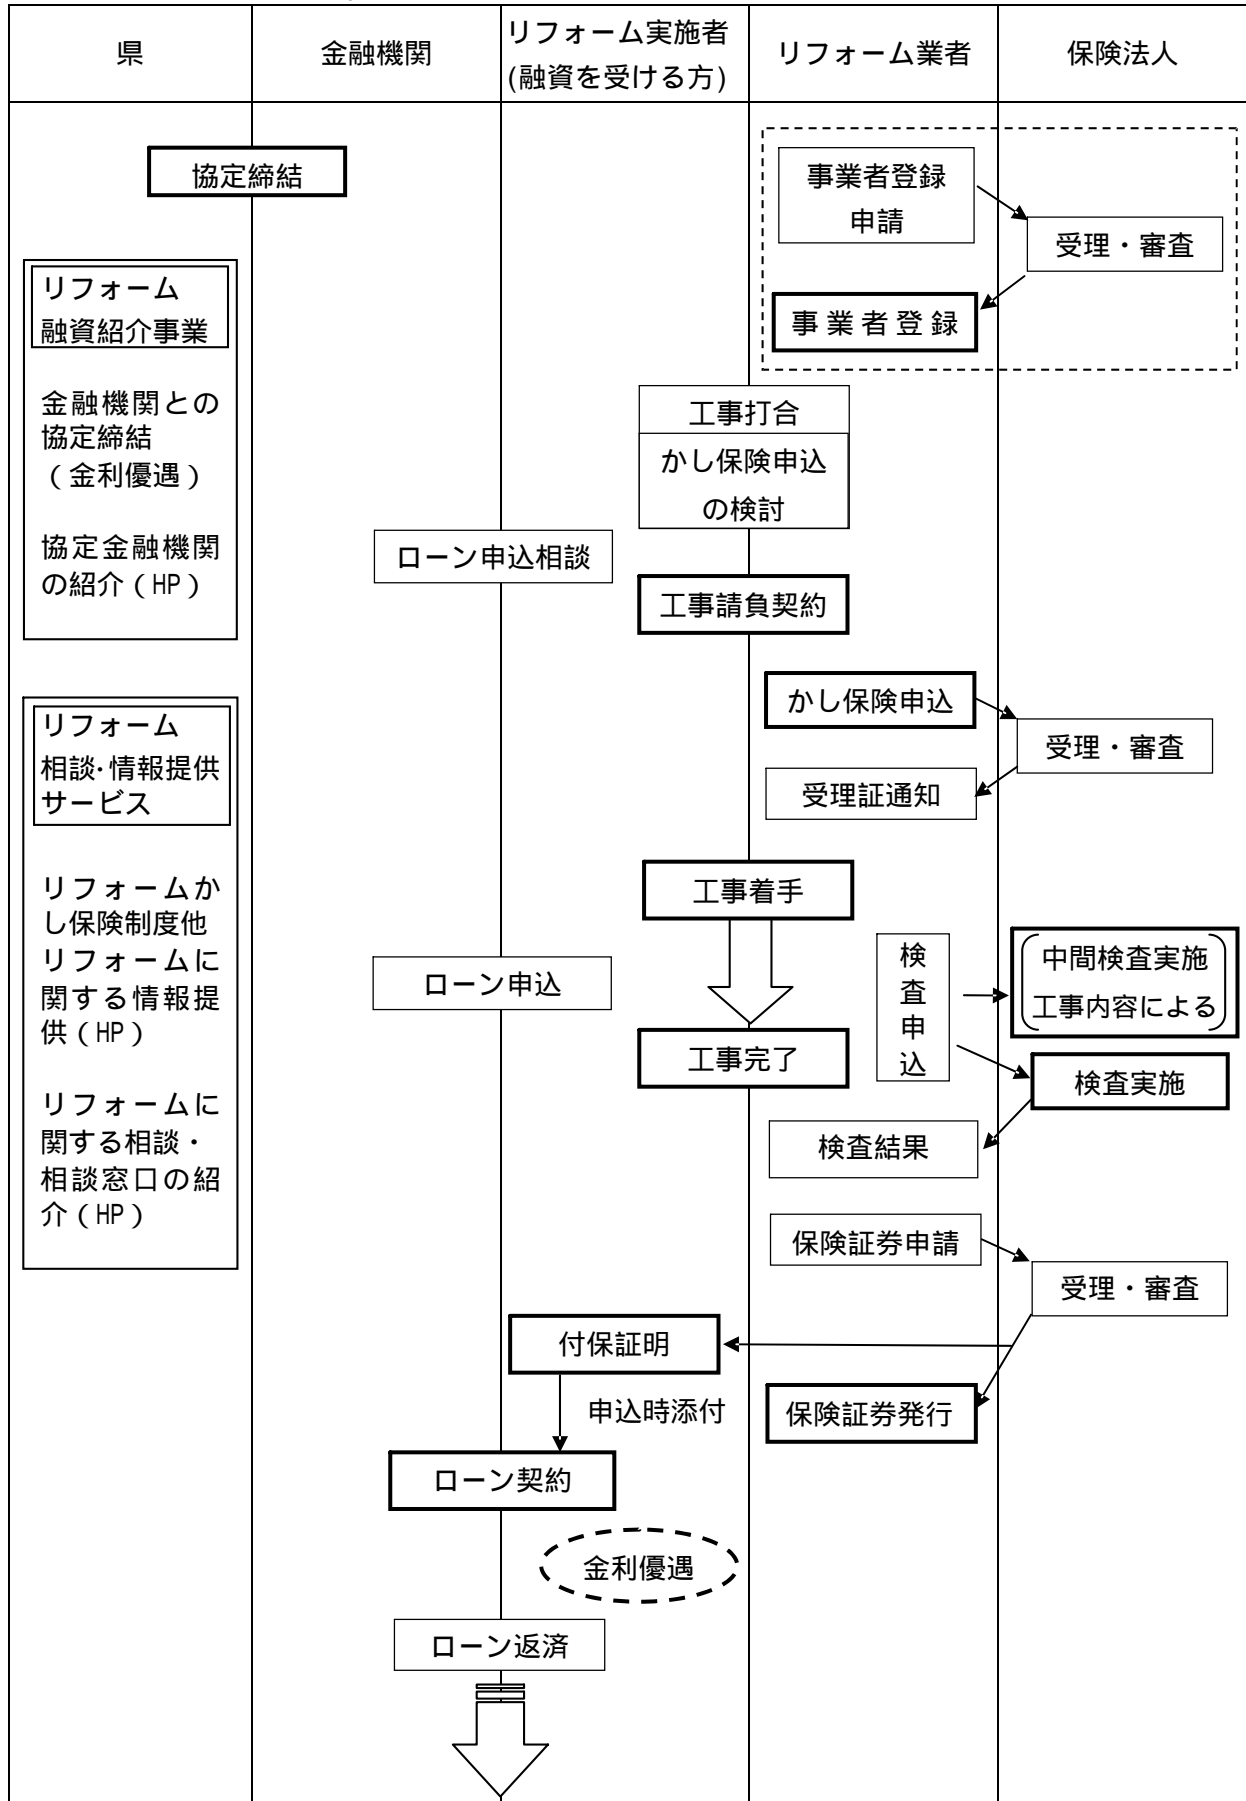 県
金融機関
リフォーム実施者
(融資を受ける方)
リフォーム業者
保険法人
協定締結
事業者登録
申請
受理・審査
事業者登録
リフォーム
融資紹介事業
金融機関との
協定締結
（金利優遇）
協定金融機関
の紹介（HP）
工事打合
かし保険申込
の検討
ローン申込相談
工事請負契約
かし保険申込
受理・審査
受理証通知
リフォーム
相談・情報提供
サービス
リフォームか
し保険制度他
リフォームに
関する情報提
供（HP）
リフォームに
関する相談・
相談窓口の紹
介（HP）
工事着手
ローン申込
工事完了
検
査
申
込
中間検査実施
工事内容による
検査実施
検査結果
保険証券申請
受理・審査
付保証明
申込時添付
保険証券発行
ローン契約
金利優遇
ローン返済